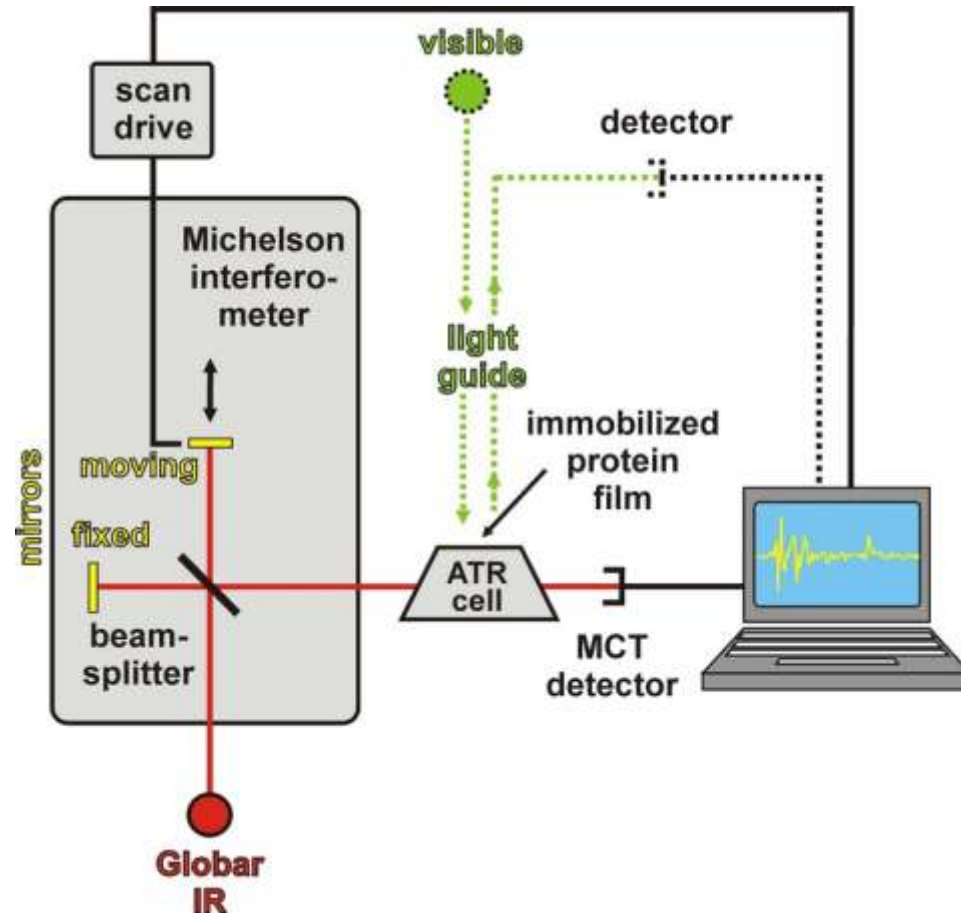 visible
scan
drive
detector
Michelson
interfero-
meter
light
guide
immobilized
protein
film
mirrors
moving
fixed
ATR
cell
beam-
splitter
MCT
detector
Globar
IR